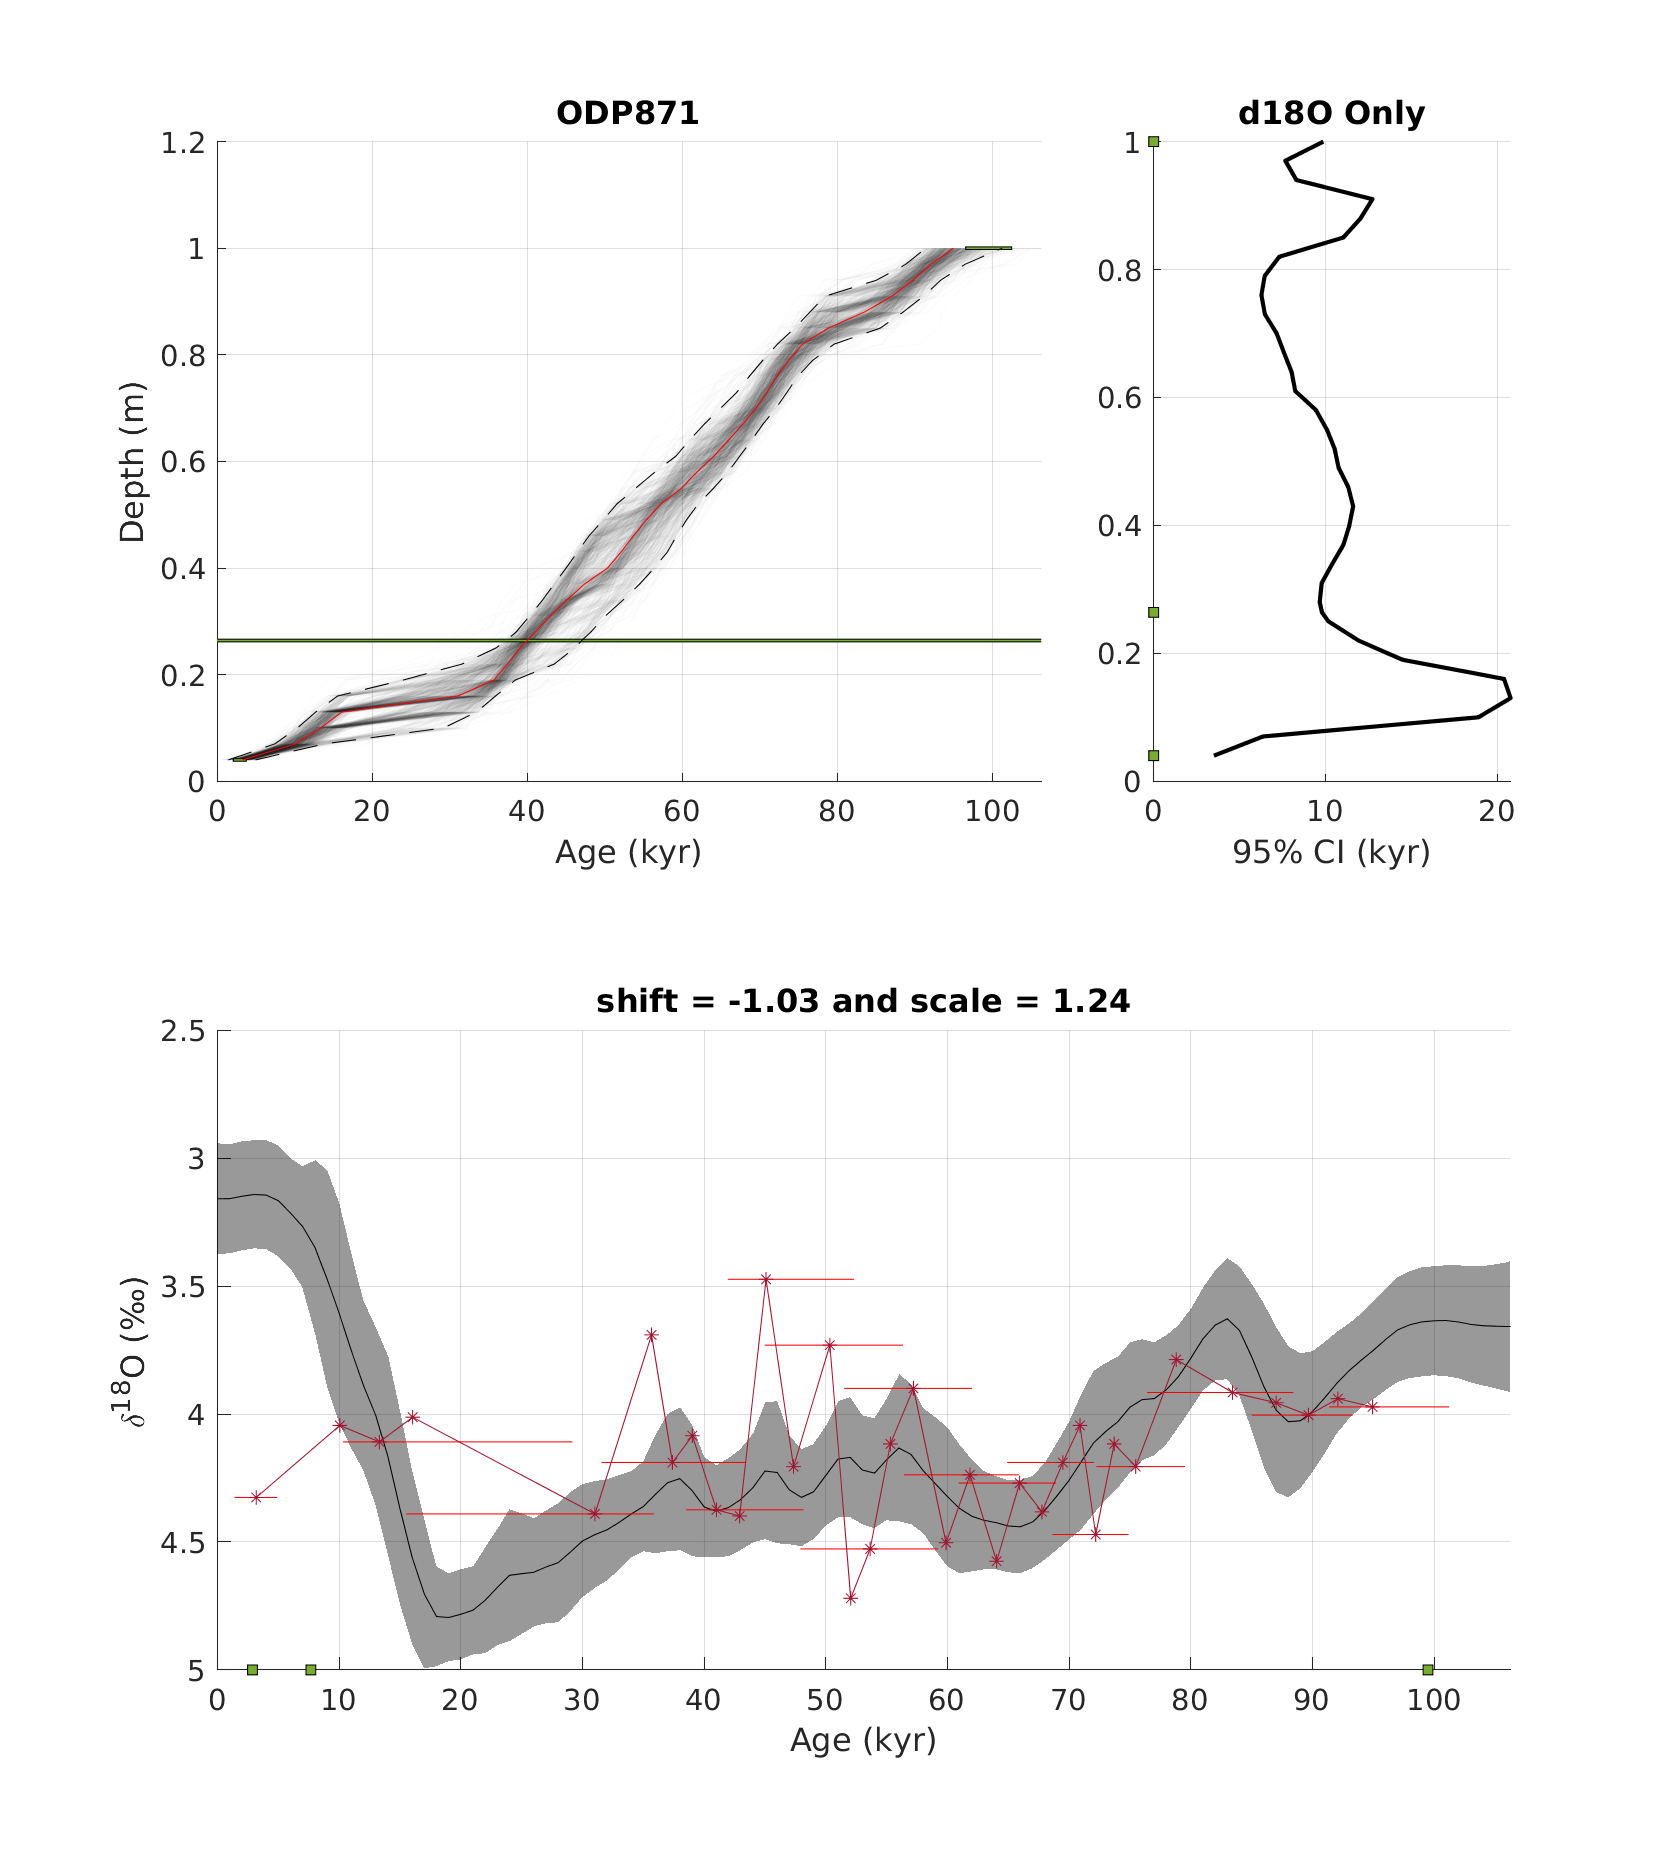 ODP871
1.2
1
0.8
0.6
0.4
0.2
0
Depth (m)
0 20 40 60 80 100
Age (kyr)
d18O Only
1
0.8
0.6
0.4
0.2
0
0 10 20
95% CI (kyr)
shift = -1.03 and scale = 1.24
2.5
3
3.5
4
4.5
5
δ¹⁸O (‰)
0 10 20 30 40 50 60 70 80 90 100
Age (kyr)